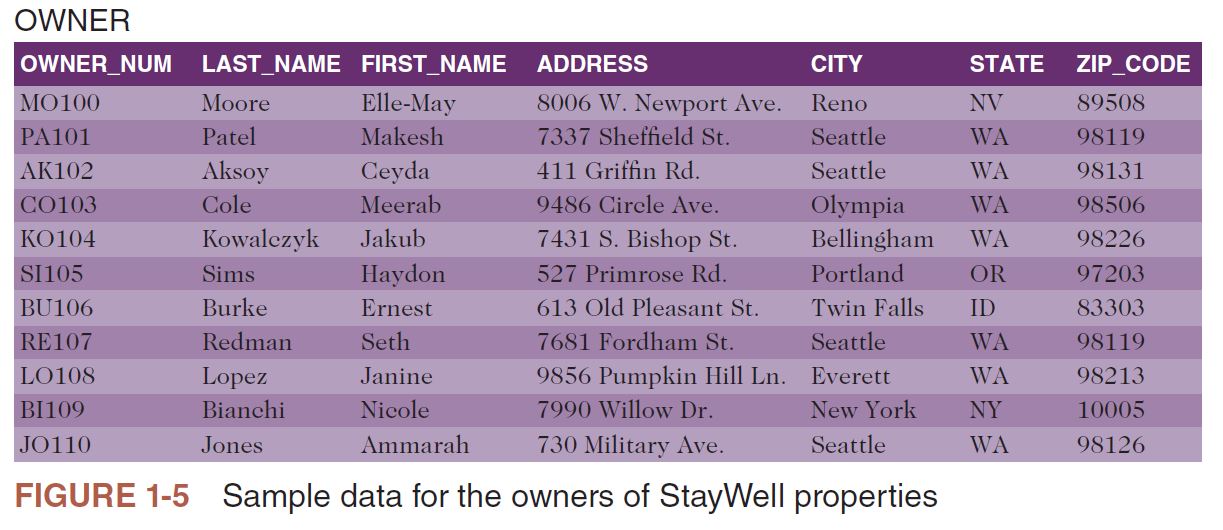 OWNER
OWNER_NUM LAST_NAME FIRST_NAME ADDRESS CITY STATE ZIP_CODE
MO100 Moore Elle-May 8006 W. Newport Ave. Reno NV 89508
PA101 Patel Makesh 7337 Sheffield St. Seattle WA 98119
AK102 Aksoy Ceyda 411 Griffin Rd. Seattle WA 98131
CO103 Cole Meerab 9486 Circle Ave. Olympia WA 98506
KO104 Kowalczyk Jakub 7431 S. Bishop St. Bellingham WA 98226
SI105 Sims Haydon 527 Primrose Rd. Portland OR 97203
BU106 Burke Ernest 613 Old Pleasant St. Twin Falls ID 83303
RE107 Redman Seth 7681 Fordham St. Seattle WA 98119
LO108 Lopez Janine 9856 Pumpkin Hill Ln. Everett WA 98213
BI109 Bianchi Nicole 7990 Willow Dr. New York NY 10005
JO110 Jones Ammarah 730 Military Ave. Seattle WA 98126
FIGURE 1-5 Sample data for the owners of StayWell properties